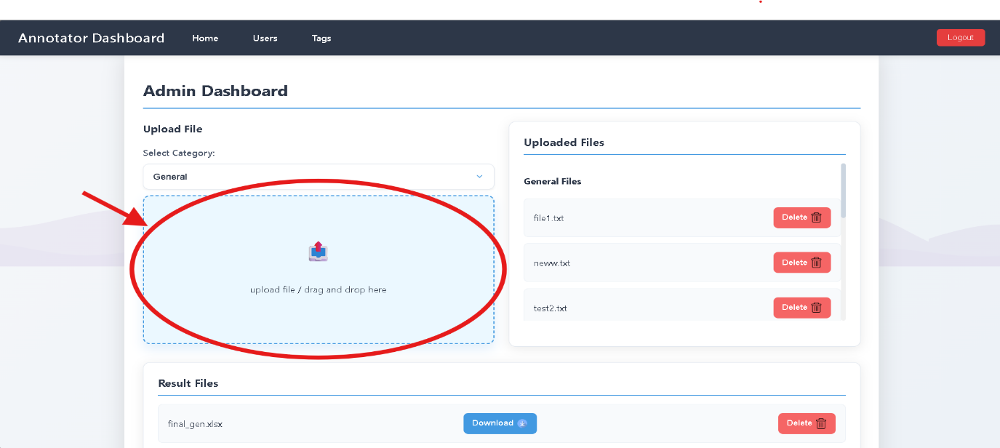 Annotator Dashboard Home Users Tags Logout
Admin Dashboard
Upload File
Select Category:
General
upload file / drag and drop here
Uploaded Files
General Files
file1.txt Delete
neww.txt Delete
test2.txt Delete
Result Files
final_gen.xlsx Download Delete